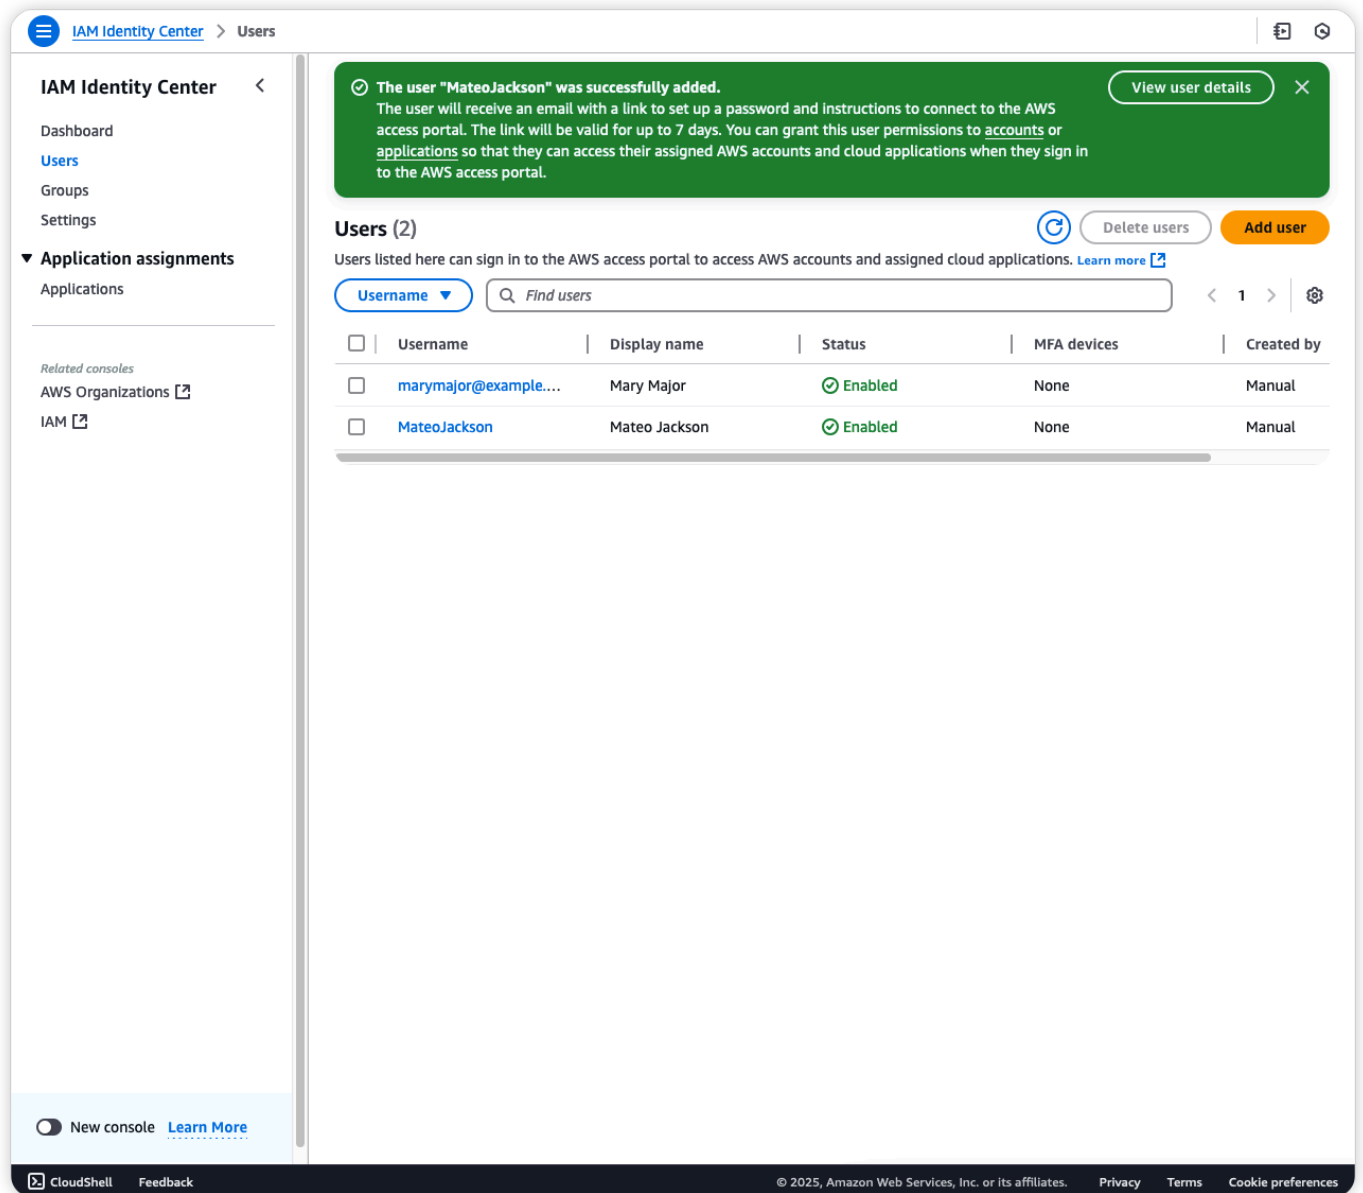 IAM Identity Center > Users
IAM Identity Center
Dashboard
Users
Groups
Settings
Application assignments
Applications
Related consoles
AWS Organizations
IAM
New console Learn More
The user "MateoJackson" was successfully added.
The user will receive an email with a link to set up a password and instructions to connect to the AWS
access portal. The link will be valid for up to 7 days. You can grant this user permissions to accounts or
applications so that they can access their assigned AWS accounts and cloud applications when they sign in
to the AWS access portal.
View user details
Users (2)
Delete users
Add user
Users listed here can sign in to the AWS access portal to access AWS accounts and assigned cloud applications. Learn more
Username
Find users
1
Username Display name Status MFA devices Created by
marymajor@example.... Mary Major Enabled None Manual
MateoJackson Mateo Jackson Enabled None Manual
CloudShell Feedback © 2025, Amazon Web Services, Inc. or its affiliates. Privacy Terms Cookie preferences